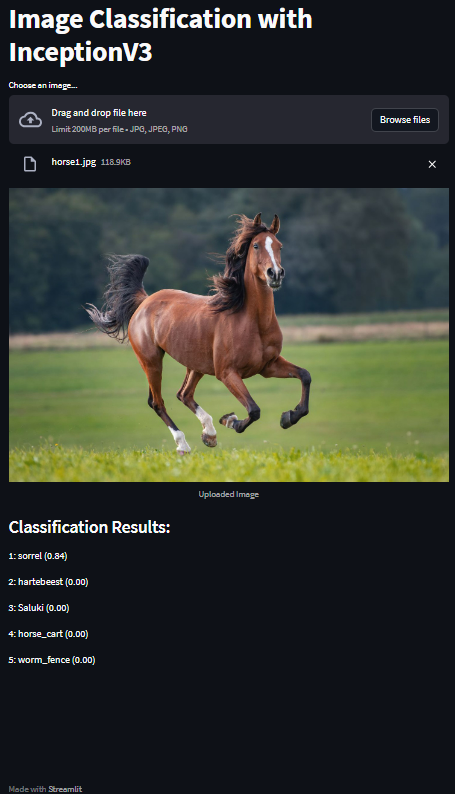 Image Classification with
InceptionV3
Choose an image...
Drag and drop file here
Limit 200MB per file • JPG, JPEG, PNG
Browse files
horse1.jpg 118.9KB
Uploaded Image
Classification Results:
1: sorrel (0.84)
2: hartebeest (0.00)
3: Saluki (0.00)
4: horse_cart (0.00)
5: worm_fence (0.00)
Made with Streamlit